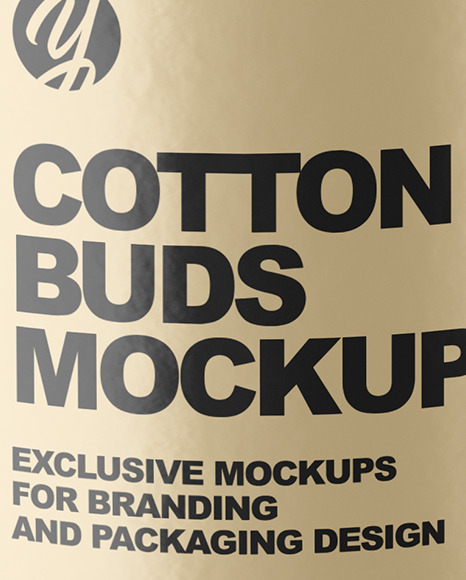 Y
COTTON
BUDS
MOCKUP
EXCLUSIVE MOCKUPS
FOR BRANDING
AND PACKAGING DESIGN